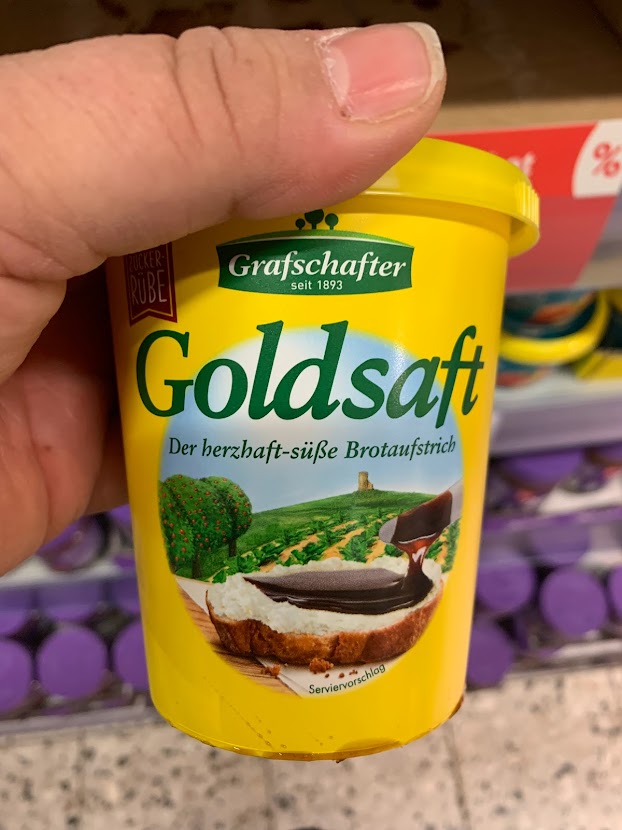 ZUCKER-
RÜBE
Grafschafter
seit 1893
Goldsaft
Der herzhaft-süße Brotaufstrich
Serviervorschlag
%